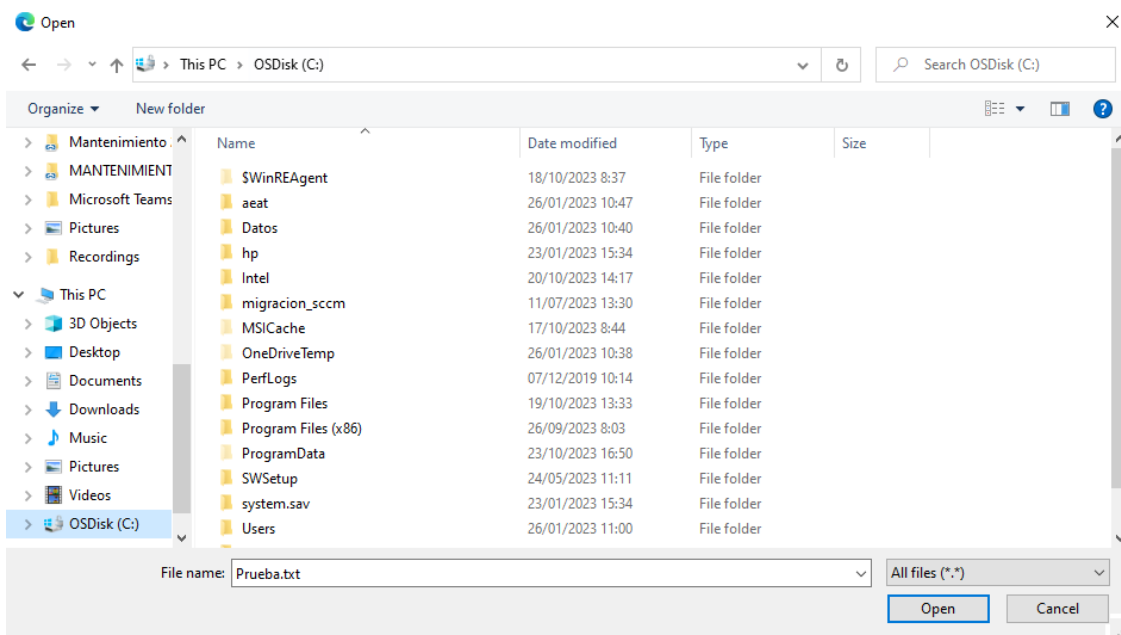 Open
This PC > OSDisk (C:)
Search OSDisk (C:)
Organize
New folder
Mantenimiento .
MANTENIMIENT
Microsoft Teams
Pictures
Recordings
This PC
3D Objects
Desktop
Documents
Downloads
Music
Pictures
Videos
OSDisk (C:)
Name Date modified Type Size
$WinREAgent 18/10/2023 8:37 File folder
aeat 26/01/2023 10:47 File folder
Datos 26/01/2023 10:40 File folder
hp 23/01/2023 15:34 File folder
Intel 20/10/2023 14:17 File folder
migracion_sccm 11/07/2023 13:30 File folder
MSICache 17/10/2023 8:44 File folder
OneDriveTemp 26/01/2023 10:38 File folder
PerfLogs 07/12/2019 10:14 File folder
Program Files 19/10/2023 13:33 File folder
Program Files (x86) 26/09/2023 8:03 File folder
ProgramData 23/10/2023 16:50 File folder
SWSetup 24/05/2023 11:11 File folder
system.sav 23/01/2023 15:34 File folder
Users 26/01/2023 11:00 File folder
File name: Prueba.txt
All files (*.*)
Open
Cancel